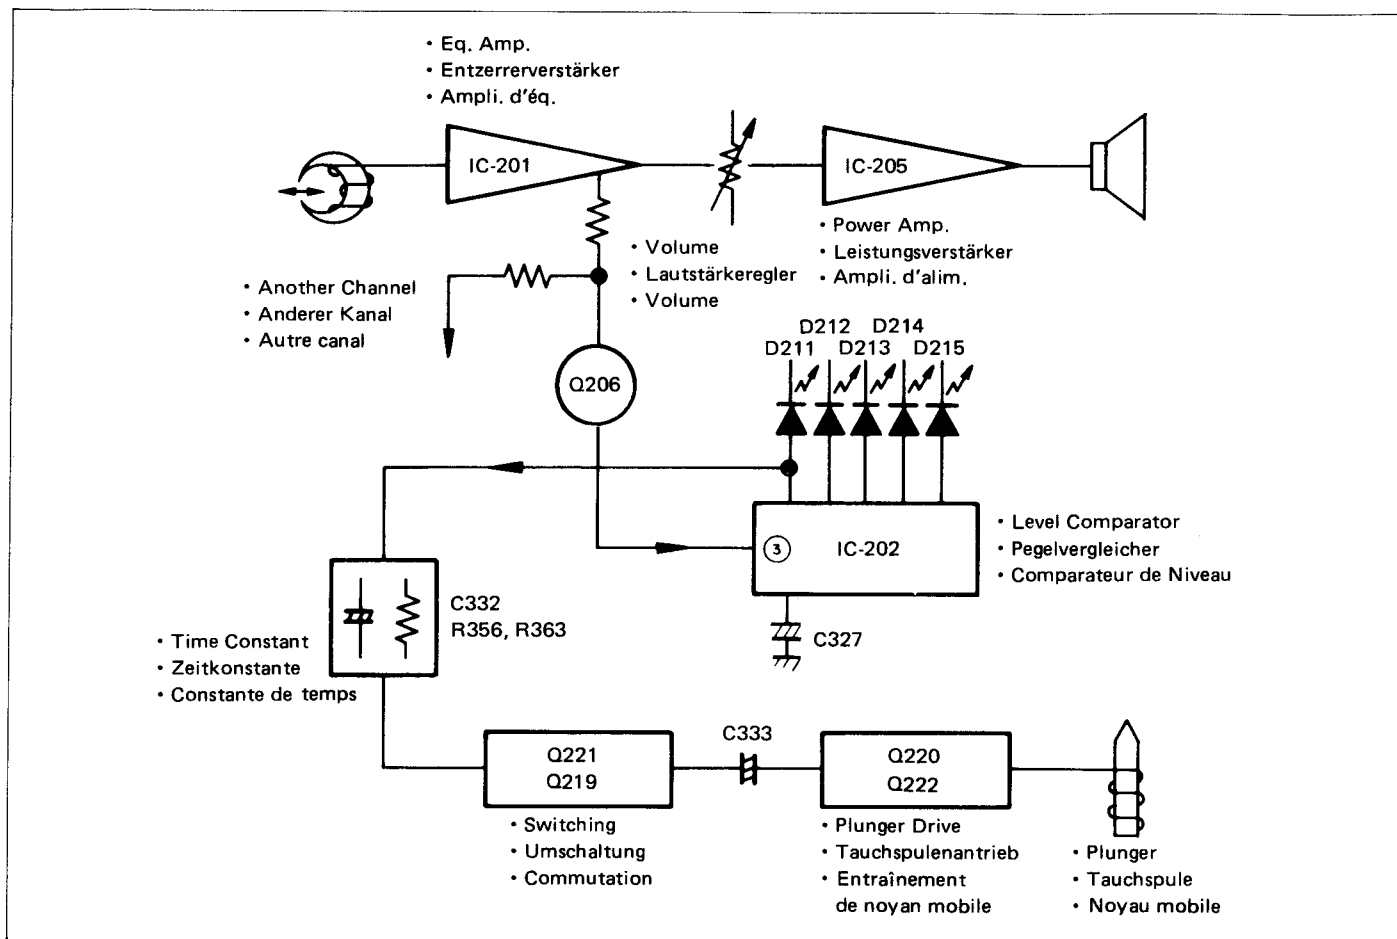 • Eq. Amp.
• Entzerrerverstärker
• Ampli. d'éq.
IC-201
IC-205
• Power Amp.
• Leistungsverstärker
• Ampli. d'alim.
• Volume
• Lautstärkeregler
• Volume
• Another Channel
• Anderer Kanal
• Autre canal
D212 D214
D211 D213 D215
Q206
3
IC-202
• Level Comparator
• Pegelvergleicher
• Comparateur de Niveau
C327
C332
R356, R363
• Time Constant
• Zeitkonstante
• Constante de temps
Q221
Q219
• Switching
• Umschaltung
• Commutation
C333
Q220
Q222
• Plunger Drive
• Tauchspulenantrieb
• Entraînement
de noyan mobile
• Plunger
• Tauchspule
• Noyau mobile